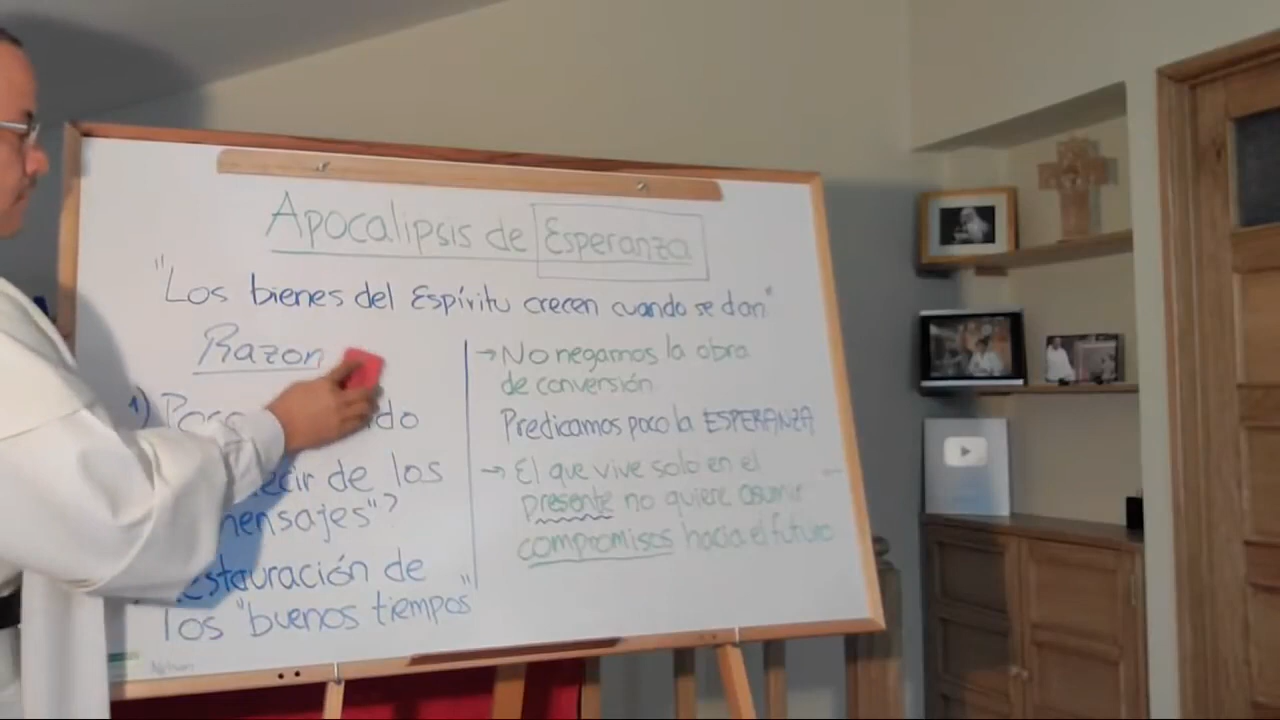 Apocalipsis de Esperanza
"Los bienes del Espíritu crecen cuando se dan"
Razon
1)
do
decir de los
mensajes"?
Restauración de
los "buenos tiempos"
→ No negamos la obra
de conversión
Predicamos poco la ESPERANZA
→ El que vive solo en el
presente no quiere asumir
compromisos hacia el futuro